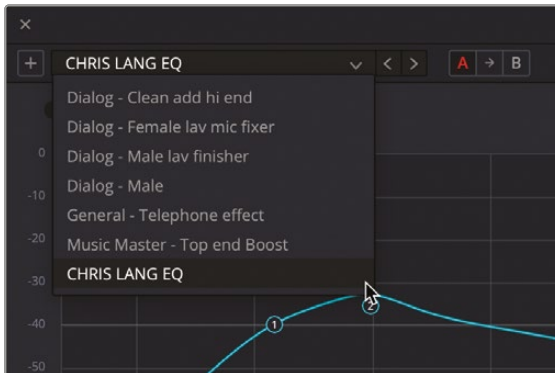 ×
+ CHRIS LANG EQ < > A → B
Dialog - Clean add hi end
Dialog - Female lav mic fixer
Dialog - Male lav finisher
Dialog - Male
General - Telephone effect
Music Master - Top end Boost
CHRIS LANG EQ
0
-10
-20
-30
-40
-50
1
2